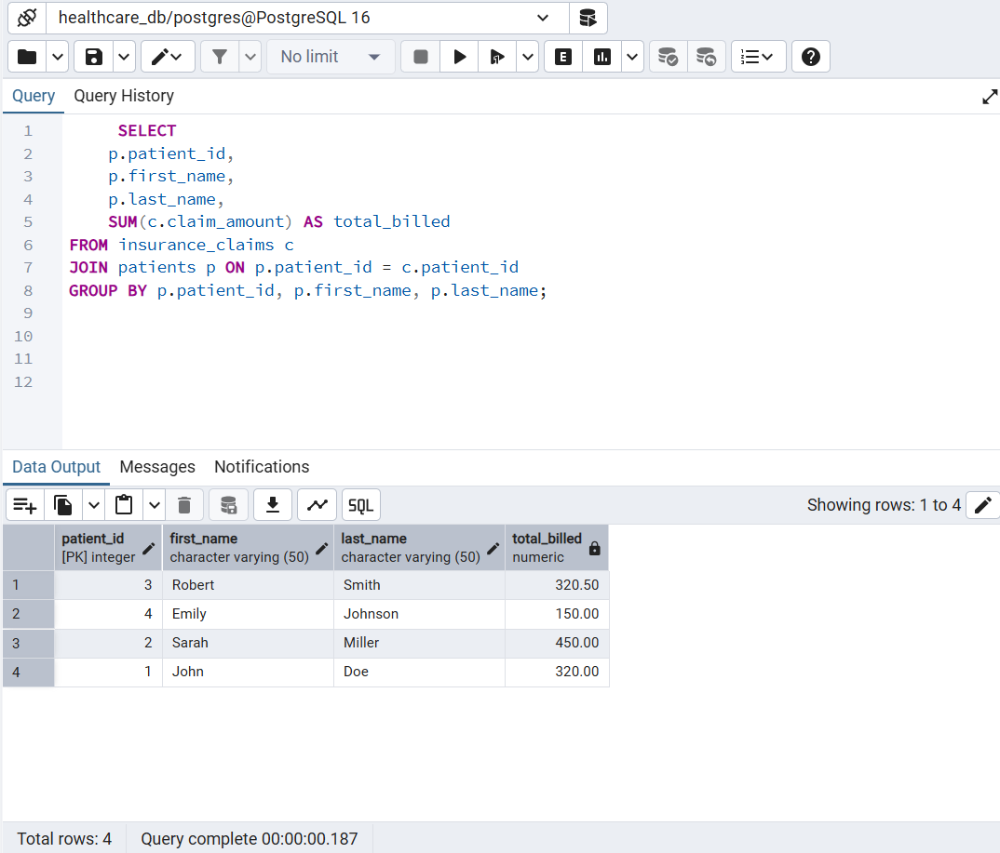 healthcare_db/postgres@PostgreSQL 16
No limit
E
Query Query History
1 SELECT
2 p.patient_id,
3 p.first_name,
4 p.last_name,
5 SUM(c.claim_amount) AS total_billed
6 FROM insurance_claims c
7 JOIN patients p ON p.patient_id = c.patient_id
8 GROUP BY p.patient_id, p.first_name, p.last_name;
9
10
11
12
Data Output Messages Notifications
SQL Showing rows: 1 to 4
patient_id first_name last_name total_billed
[PK] integer character varying (50) character varying (50) numeric
1 3 Robert Smith 320.50
2 4 Emily Johnson 150.00
3 2 Sarah Miller 450.00
4 1 John Doe 320.00
Total rows: 4 Query complete 00:00:00.187